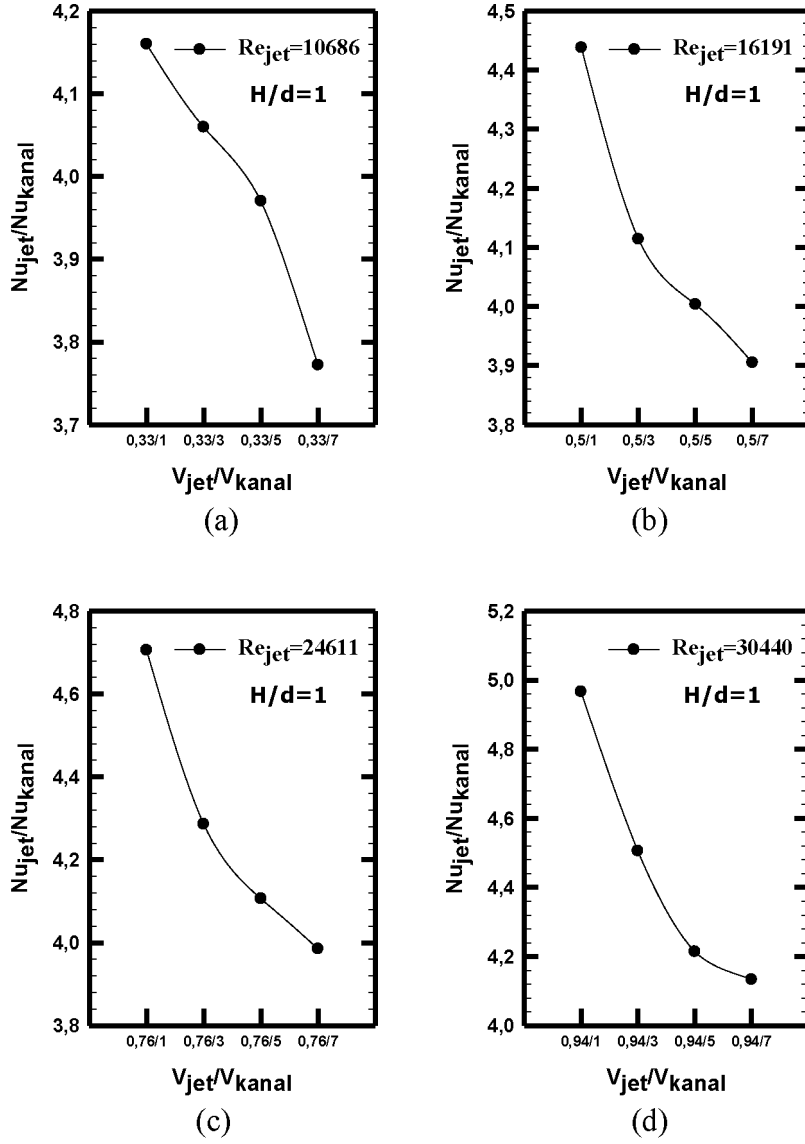 Re_jet=10686
H/d=1
Nu_jet/Nu_kanal
4,2
4,1
4,0
3,9
3,8
3,7
0,33/1 0,33/3 0,33/5 0,33/7
V_jet/V_kanal
(a)
Re_jet=16191
H/d=1
Nu_jet/Nu_kanal
4,5
4,4
4,3
4,2
4,1
4,0
3,9
3,8
0,5/1 0,5/3 0,5/5 0,5/7
V_jet/V_kanal
(b)
Re_jet=24611
H/d=1
Nu_jet/Nu_kanal
4,8
4,6
4,4
4,2
4,0
3,8
0,76/1 0,76/3 0,76/5 0,76/7
V_jet/V_kanal
(c)
Re_jet=30440
H/d=1
Nu_jet/Nu_kanal
5,2
5,0
4,8
4,6
4,4
4,2
4,0
0,94/1 0,94/3 0,94/5 0,94/7
V_jet/V_kanal
(d)